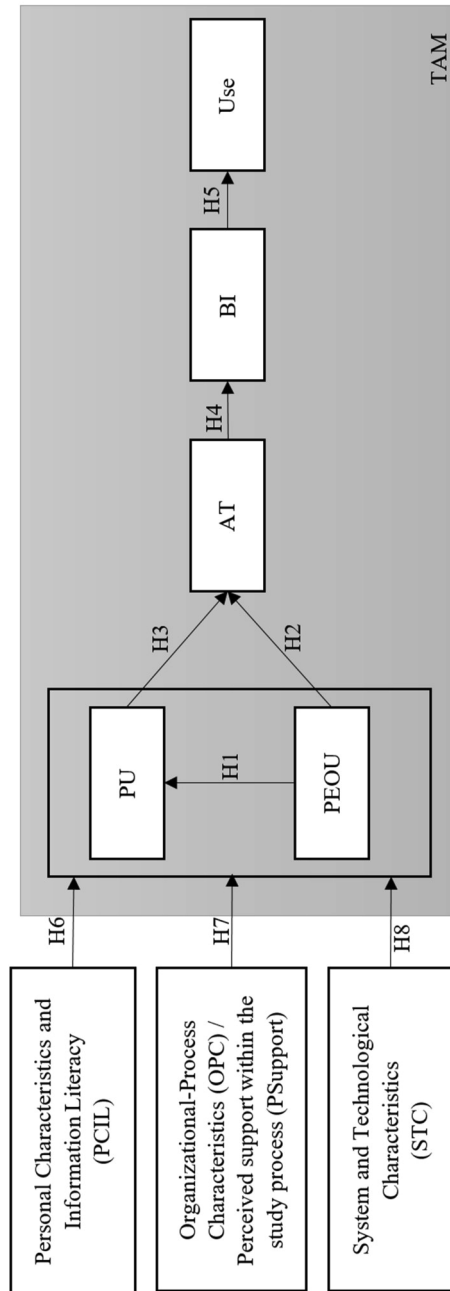 Personal Characteristics and
Information Literacy
(PCIL)
Organizational-Process
Characteristics (OPC) /
Perceived support within the
study process (PSupport)
System and Technological
Characteristics
(STC)
H6
H7
H8
PU
H1
PEOU
H3
H2
AT
H4
BI
H5
Use
TAM